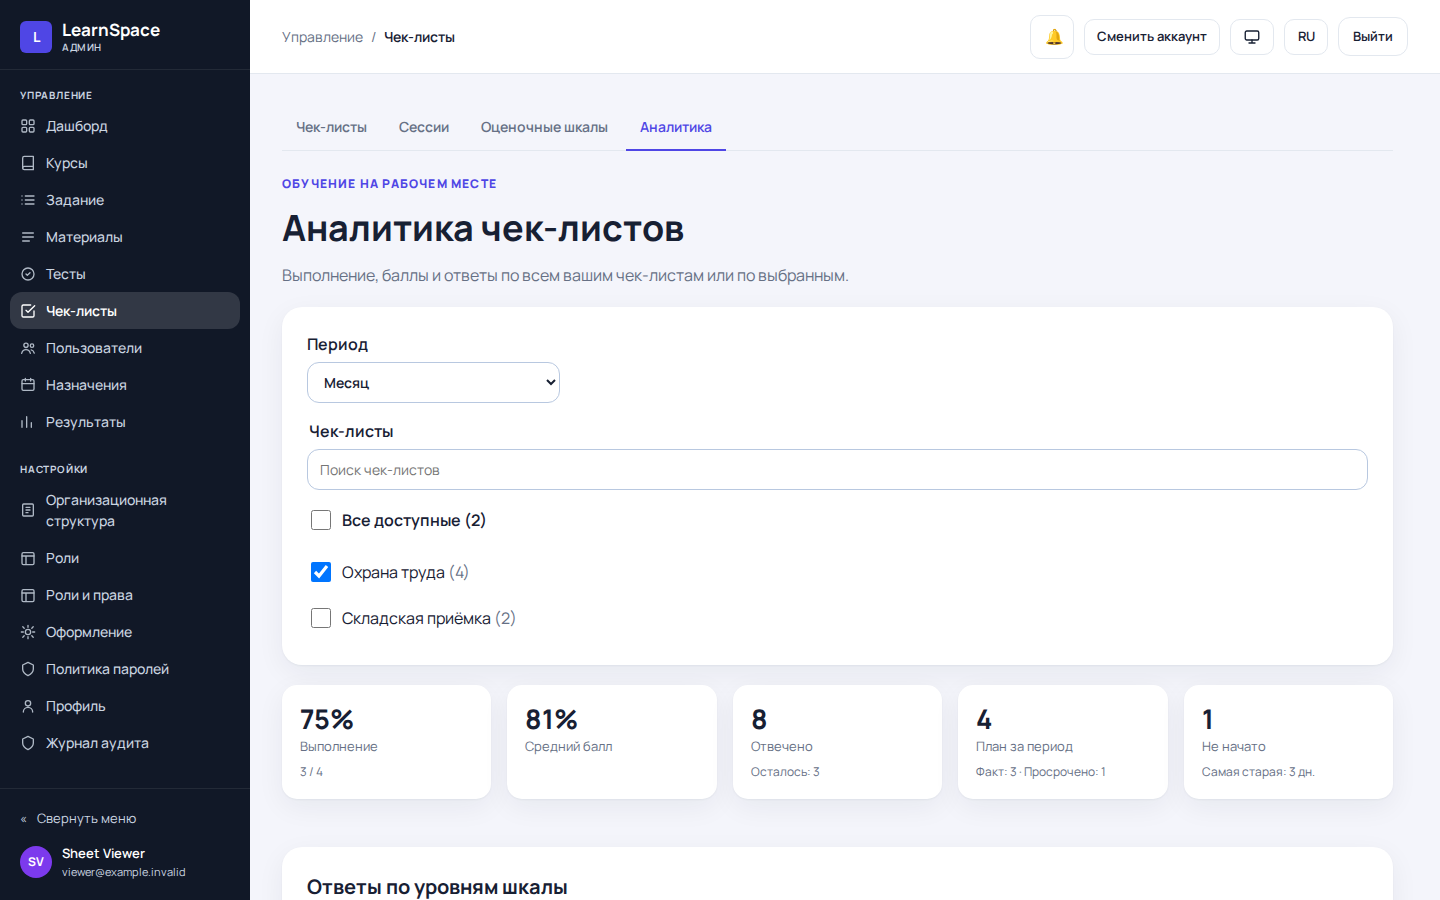 L
LearnSpace
АДМИН
УПРАВЛЕНИЕ
Дашборд
Курсы
Задание
Материалы
Тесты
Чек-листы
Пользователи
Назначения
Результаты
НАСТРОЙКИ
Организационная
структура
Роли
Роли и права
Оформление
Политика паролей
Профиль
Журнал аудита
« Свернуть меню
SV
Sheet Viewer
viewer@example.invalid
Управление / Чек-листы
Сменить аккаунт
RU
Выйти
Чек-листы Сессии Оценочные шкалы Аналитика
ОБУЧЕНИЕ НА РАБОЧЕМ МЕСТЕ
Аналитика чек-листов
Выполнение, баллы и ответы по всем вашим чек-листам или по выбранным.
Период
Месяц
Чек-листы
Поиск чек-листов
Все доступные (2)
Охрана труда (4)
Складская приёмка (2)
75%
Выполнение
3 / 4
81%
Средний балл
8
Отвечено
Осталось: 3
4
План за период
Факт: 3 · Просрочено: 1
1
Не начато
Самая старая: 3 дн.
Ответы по уровням шкалы